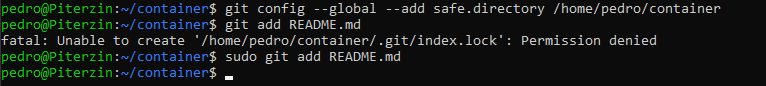 pedro@Piterzin:~/container$ git config --global --add safe.directory /home/pedro/container
pedro@Piterzin:~/container$ git add README.md
fatal: Unable to create '/home/pedro/container/.git/index.lock': Permission denied
pedro@Piterzin:~/container$ sudo git add README.md
pedro@Piterzin:~/container$